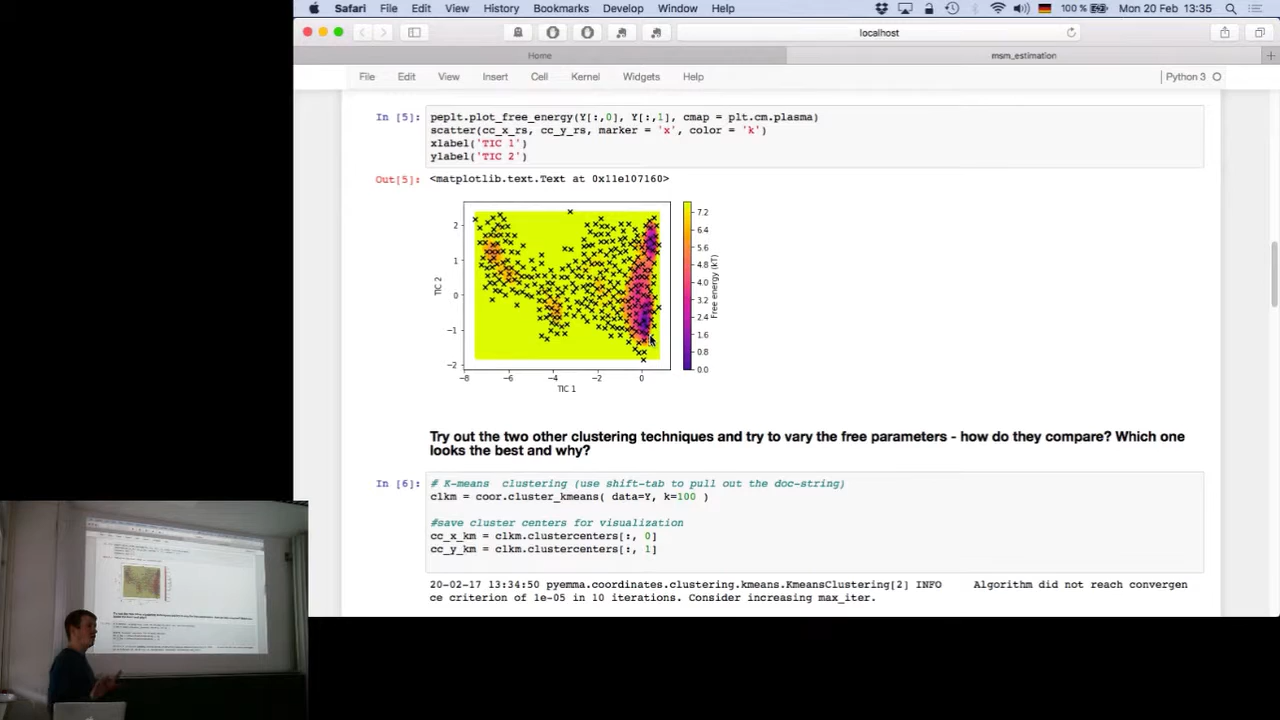 Safari File Edit View History Bookmarks Develop Window Help 100 % Mon 20 Feb 13:35
localhost
Home msm_estimation
File Edit View Insert Cell Kernel Widgets Help Python 3
In [5]: peplt.plot_free_energy(Y[:,0], Y[:,1], cmap = plt.cm.plasma)
scatter(cc_x_rs, cc_y_rs, marker = 'x', color = 'k')
xlabel('TIC 1')
ylabel('TIC 2')
Out[5]: <matplotlib.text.Text at 0x11e107160>
2
1
0
−1
−2
TIC 2
−8 −6 −4 −2 0
TIC 1
7.2
6.4
5.6
4.8
4.0
3.2
2.4
1.6
0.8
0.0
Free energy (kT)
Try out the two other clustering techniques and try to vary the free parameters - how do they compare? Which one
looks the best and why?
In [6]: # K-means clustering (use shift-tab to pull out the doc-string)
clkm = coor.cluster_kmeans( data=Y, k=100 )
#save cluster centers for visualization
cc_x_km = clkm.clustercenters[:, 0]
cc_y_km = clkm.clustercenters[:, 1]
20-02-17 13:34:50 pyemma.coordinates.clustering.kmeans.KmeansClustering[2] INFO Algorithm did not reach convergen
ce criterion of 1e-05 in 10 iterations. Consider increasing max_iter.